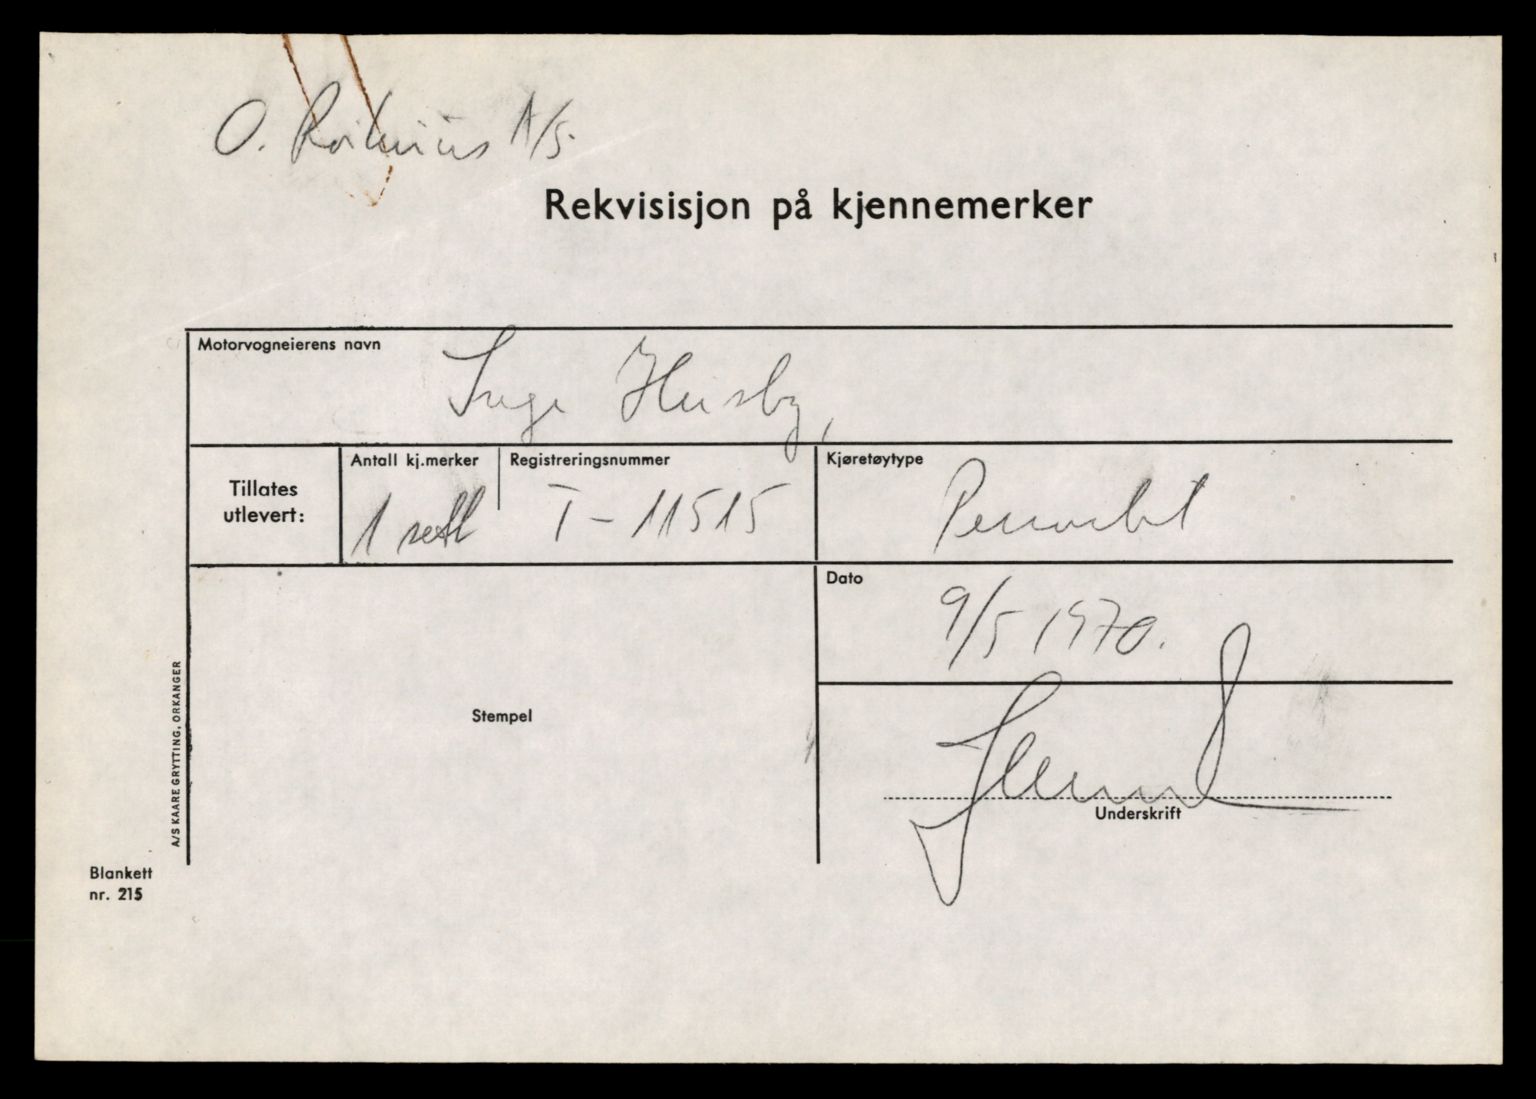 O. A/S.
Rekvisisjon på kjennemerker
Motorvogneierens navn
Inge Husby,
Tillates utlevert:
Antall kj.merker
1 sett
Registreringsnummer
T-11515
Kjøretøytype
Personbil
Dato
9/5 1970.
Stempel
Underskrift
A/S KAARE GRYTTING, ORKANGER
Blankett
nr. 215